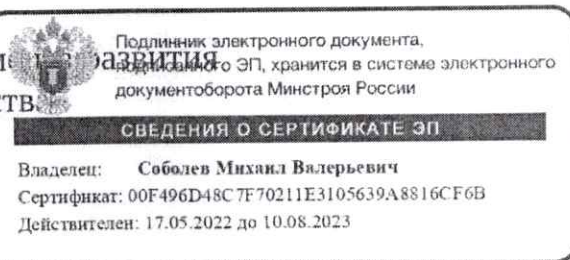 Подлинник электронного документа,
развития
подписанного ЭП, хранится в системе электронного
документооборота Минстроя России
СВЕДЕНИЯ О СЕРТИФИКАТЕ ЭП
Владелец: Соболев Михаил Валерьевич
Сертификат: 00F496D48C7F70211E3105639A8816CF6B
Действителен: 17.05.2022 до 10.08.2023